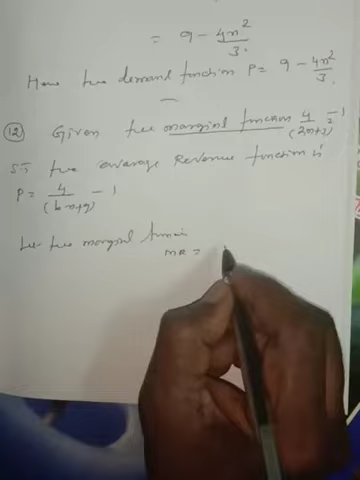 = 9 - 4x²/3.
Hence the demand function P = 9 - 4x²/3.
(12) Given the marginal function 4/(2x+3)² - 1
ST the average Revenue function is
P = 4/(6x+9) - 1
Let the marginal
MR =